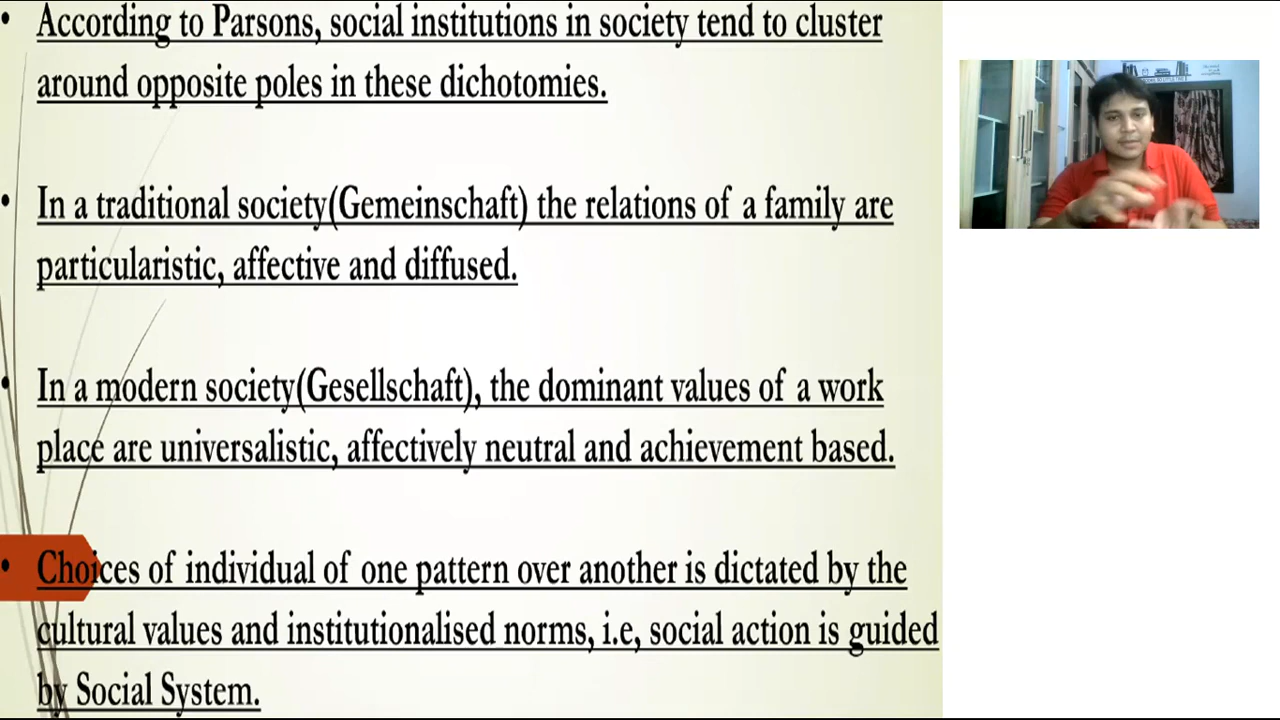 • According to Parsons, social institutions in society tend to cluster
around opposite poles in these dichotomies.
• In a traditional society(Gemeinschaft) the relations of a family are
particularistic, affective and diffused.
• In a modern society(Gesellschaft), the dominant values of a work
place are universalistic, affectively neutral and achievement based.
• Choices of individual of one pattern over another is dictated by the
cultural values and institutionalised norms, i.e, social action is guided
by Social System.